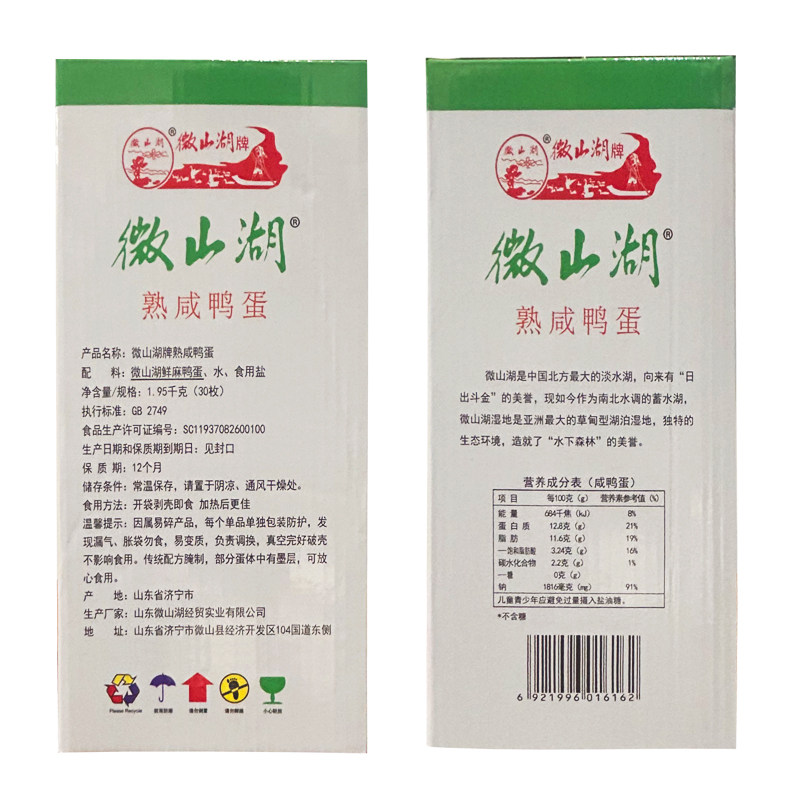 微山湖
®
微山湖牌
微山湖®
熟咸鸭蛋
产品名称：微山湖牌熟咸鸭蛋
配 料：微山湖鲜麻鸭蛋、水、食用盐
净含量/规格：1.95千克（30枚）
执行标准：GB 2749
食品生产许可证编号：SC11937082600100
生产日期和保质期到期日：见封口
保 质 期：12个月
储存条件：常温保存，请置于阴凉、通风干燥处。
食用方法：开袋剥壳即食 加热后更佳
温馨提示：因属易碎产品，每个单品单独包装防护，发
现漏气、胀袋勿食，易变质，负责调换，真空完好破壳
不影响食用。传统配方腌制，部分蛋体中有墨层，可放
心食用。
产 地：山东省济宁市
生产厂家：山东微山湖经贸实业有限公司
地 址：山东省济宁市微山县经济开发区104国道东侧
Please Recycle
小心轻放
微山湖
®
微山湖牌
微山湖®
熟咸鸭蛋
微山湖是中国北方最大的淡水湖，向来有“日
出斗金”的美誉，现如今作为南北水调的蓄水湖，
微山湖湿地是亚洲最大的草甸型湖泊湿地，独特的
生态环境，造就了“水下森林”的美誉。
营养成分表（咸鸭蛋）
项 目 每100克（g） 营养素参考值（%）
能 量 684千焦（kJ） 8%
蛋 白 质 12.8克（g） 21%
脂 肪 11.6克（g） 19%
—饱和脂肪酸 3.24克（g） 16%
碳水化合物 2.2克（g） 1%
—糖 0克（g）
钠 1816毫克（mg） 91%
儿童青少年应避免过量摄入盐油糖。
*不含糖
6 921996 016162